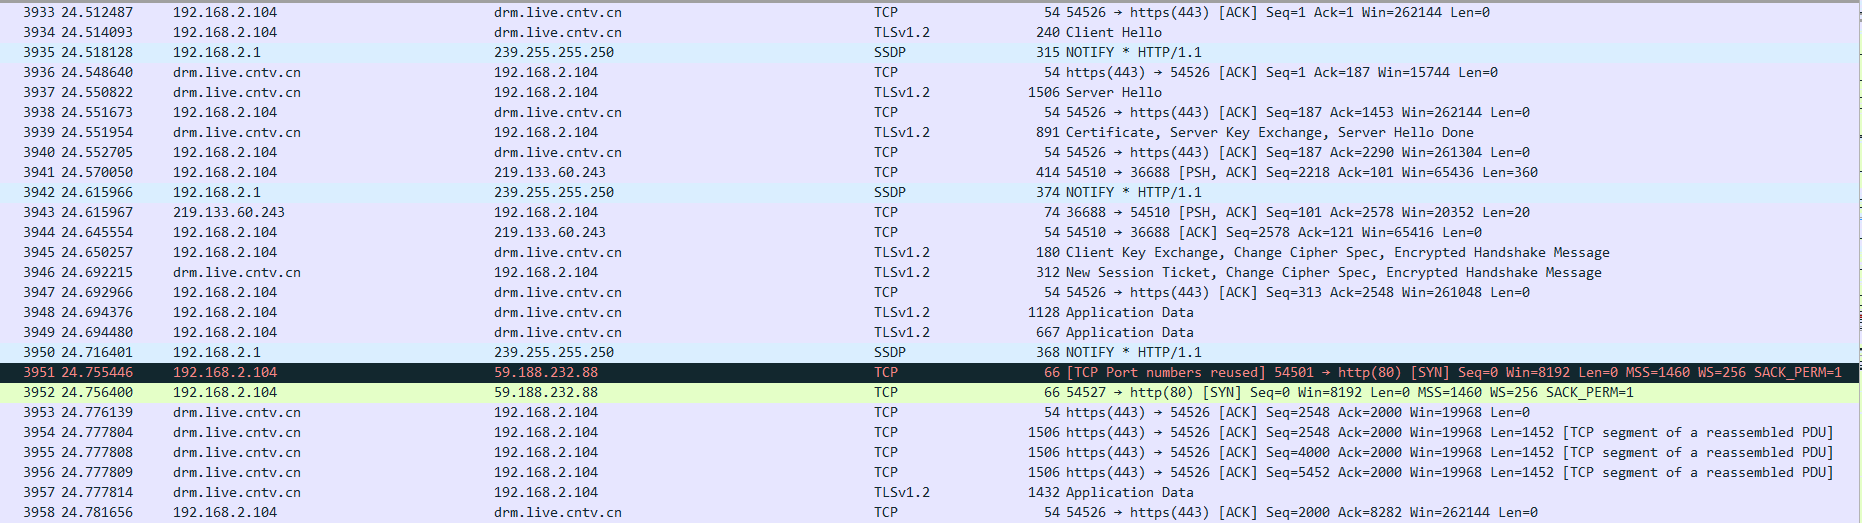 3933 24.512487 192.168.2.104 drm.live.cntv.cn TCP 54 54526 → https(443) [ACK] Seq=1 Ack=1 Win=262144 Len=0
3934 24.514093 192.168.2.104 drm.live.cntv.cn TLSv1.2 240 Client Hello
3935 24.518128 192.168.2.1 239.255.255.250 SSDP 315 NOTIFY * HTTP/1.1
3936 24.548640 drm.live.cntv.cn 192.168.2.104 TCP 54 https(443) → 54526 [ACK] Seq=1 Ack=187 Win=15744 Len=0
3937 24.550822 drm.live.cntv.cn 192.168.2.104 TLSv1.2 1506 Server Hello
3938 24.551673 192.168.2.104 drm.live.cntv.cn TCP 54 54526 → https(443) [ACK] Seq=187 Ack=1453 Win=262144 Len=0
3939 24.551954 drm.live.cntv.cn 192.168.2.104 TLSv1.2 891 Certificate, Server Key Exchange, Server Hello Done
3940 24.552705 192.168.2.104 drm.live.cntv.cn TCP 54 54526 → https(443) [ACK] Seq=187 Ack=2290 Win=261304 Len=0
3941 24.570050 192.168.2.104 219.133.60.243 TCP 414 54510 → 36688 [PSH, ACK] Seq=2218 Ack=101 Win=65436 Len=360
3942 24.615966 192.168.2.1 239.255.255.250 SSDP 374 NOTIFY * HTTP/1.1
3943 24.615967 219.133.60.243 192.168.2.104 TCP 74 36688 → 54510 [PSH, ACK] Seq=101 Ack=2578 Win=20352 Len=20
3944 24.645554 192.168.2.104 219.133.60.243 TCP 54 54510 → 36688 [ACK] Seq=2578 Ack=121 Win=65416 Len=0
3945 24.650257 192.168.2.104 drm.live.cntv.cn TLSv1.2 180 Client Key Exchange, Change Cipher Spec, Encrypted Handshake Message
3946 24.692215 drm.live.cntv.cn 192.168.2.104 TLSv1.2 312 New Session Ticket, Change Cipher Spec, Encrypted Handshake Message
3947 24.692966 192.168.2.104 drm.live.cntv.cn TCP 54 54526 → https(443) [ACK] Seq=313 Ack=2548 Win=261048 Len=0
3948 24.694376 192.168.2.104 drm.live.cntv.cn TLSv1.2 1128 Application Data
3949 24.694480 192.168.2.104 drm.live.cntv.cn TLSv1.2 667 Application Data
3950 24.716401 192.168.2.1 239.255.255.250 SSDP 368 NOTIFY * HTTP/1.1
3951 24.755446 192.168.2.104 59.188.232.88 TCP 66 [TCP Port numbers reused] 54501 → http(80) [SYN] Seq=0 Win=8192 Len=0 MSS=1460 WS=256 SACK_PERM=1
3952 24.756400 192.168.2.104 59.188.232.88 TCP 66 54527 → http(80) [SYN] Seq=0 Win=8192 Len=0 MSS=1460 WS=256 SACK_PERM=1
3953 24.776139 drm.live.cntv.cn 192.168.2.104 TCP 54 https(443) → 54526 [ACK] Seq=2548 Ack=2000 Win=19968 Len=0
3954 24.777804 drm.live.cntv.cn 192.168.2.104 TCP 1506 https(443) → 54526 [ACK] Seq=2548 Ack=2000 Win=19968 Len=1452 [TCP segment of a reassembled PDU]
3955 24.777808 drm.live.cntv.cn 192.168.2.104 TCP 1506 https(443) → 54526 [ACK] Seq=4000 Ack=2000 Win=19968 Len=1452 [TCP segment of a reassembled PDU]
3956 24.777809 drm.live.cntv.cn 192.168.2.104 TCP 1506 https(443) → 54526 [ACK] Seq=5452 Ack=2000 Win=19968 Len=1452 [TCP segment of a reassembled PDU]
3957 24.777814 drm.live.cntv.cn 192.168.2.104 TLSv1.2 1432 Application Data
3958 24.781656 192.168.2.104 drm.live.cntv.cn TCP 54 54526 → https(443) [ACK] Seq=2000 Ack=8282 Win=262144 Len=0